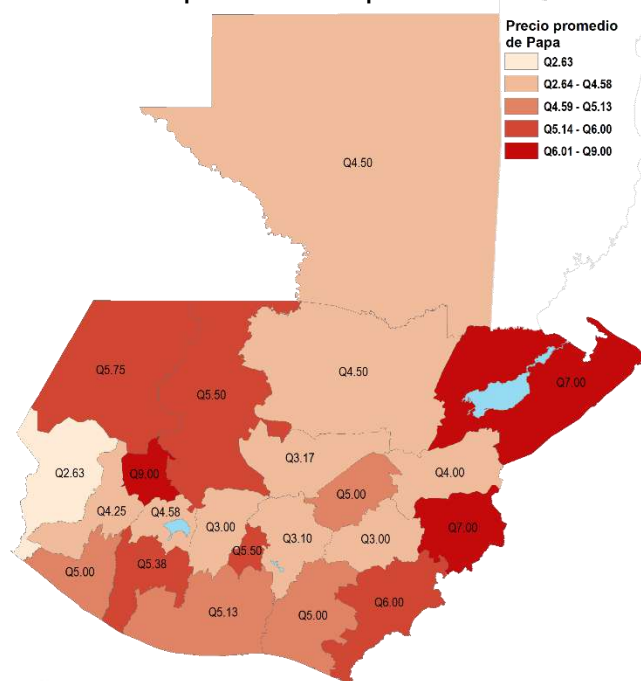 Precio promedio
de Papa
Q2.63
Q2.64 - Q4.58
Q4.59 - Q5.13
Q5.14 - Q6.00
Q6.01 - Q9.00
Q4.50
Q5.75
Q5.50
Q4.50
Q7.00
Q2.63
Q9.00
Q3.17
Q4.00
Q5.00
Q4.25
Q4.58
Q3.00
Q3.10
Q3.00
Q7.00
Q5.50
Q5.00
Q5.38
Q5.13
Q5.00
Q6.00